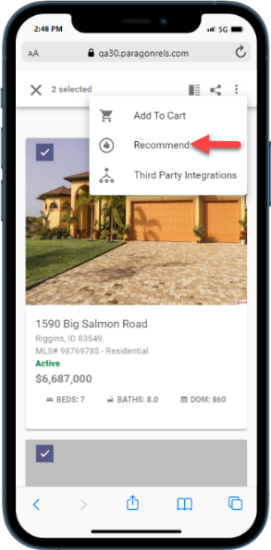 2:48 PM
5G
AA
qa30.paragonrels.com
2 selected
Add To Cart
Recommend
Third Party Integrations
1590 Big Salmon Road
Riggins, ID 83549
MLS# 98769785 - Residential
Active
$6,687,000
BEDS: 7
BATHS: 8.0
DOM: 860